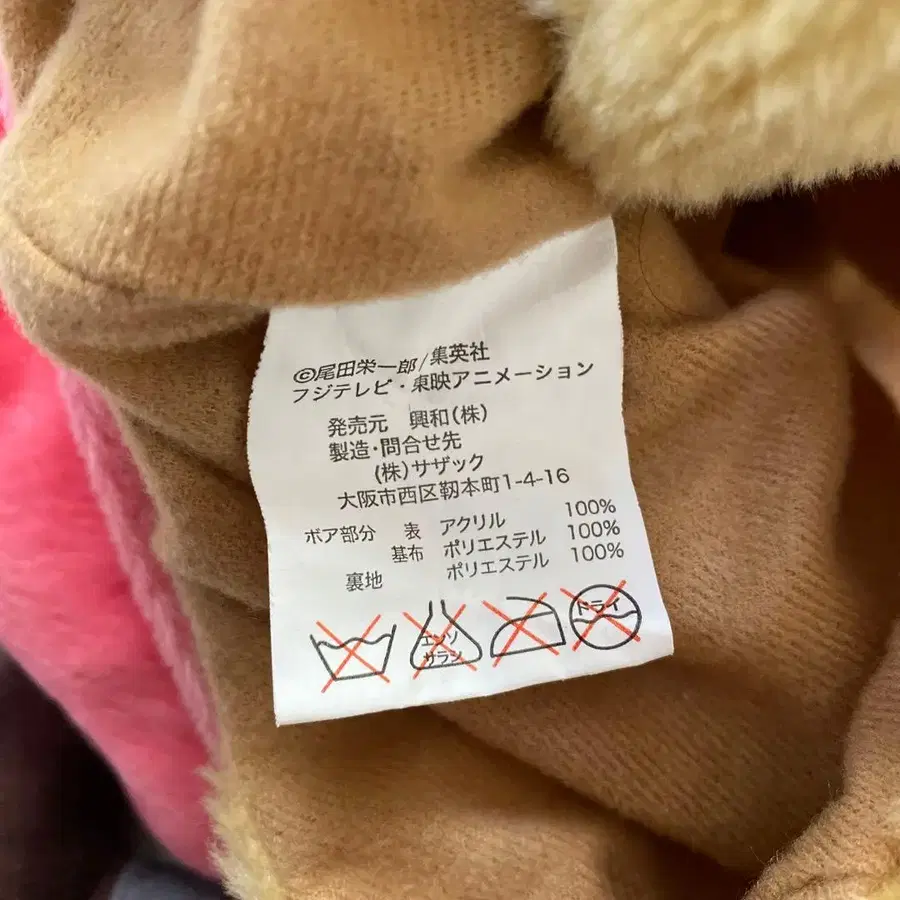 ©尾田栄一郎/集英社
フジテレビ・東映アニメーション
発売元 興和(株)
製造・問合せ先
(株)サザック
大阪市西区靱本町1-4-16
ボア部分 表 アクリル 100%
基布 ポリエステル 100%
裏地 ポリエステル 100%
エンソ
サラシ
ドライ